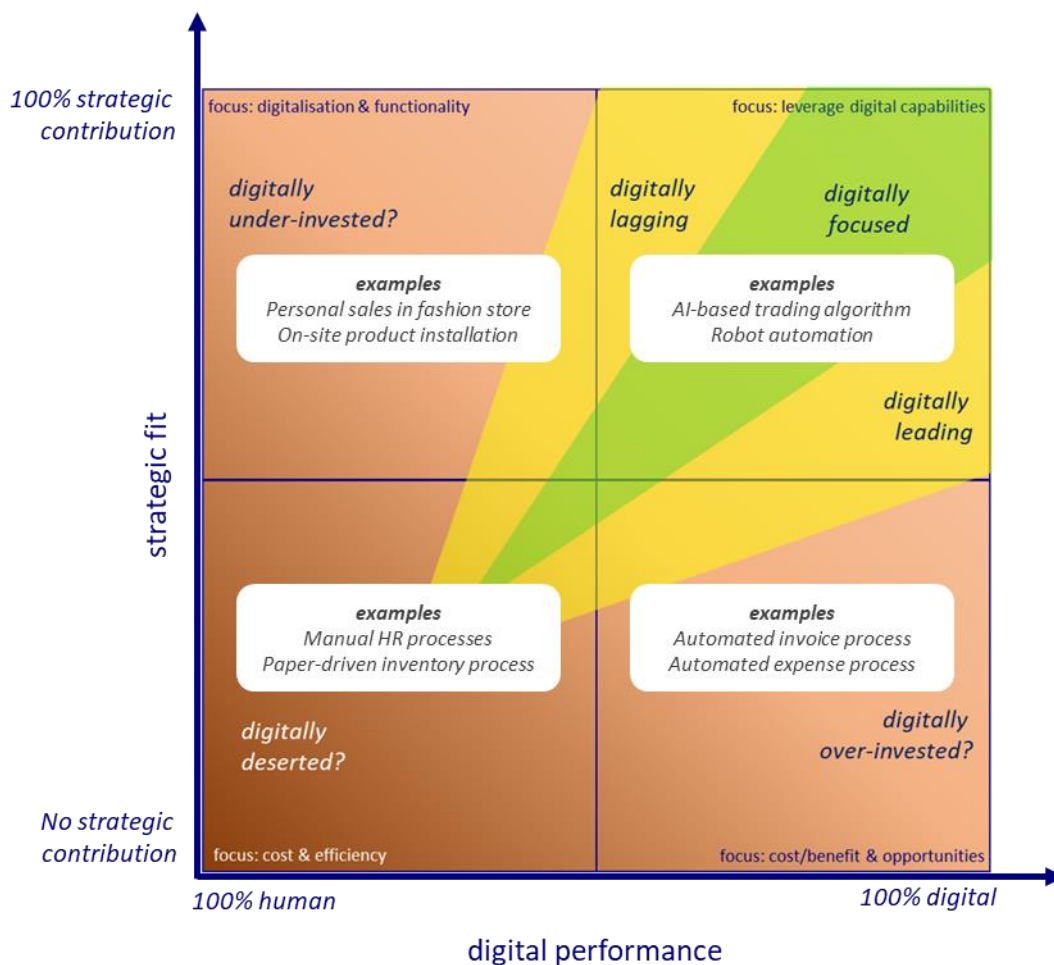 100% strategic
contribution
focus: digitalisation & functionality
focus: leverage digital capabilities
digitally
under-invested?
digitally
lagging
digitally
focused
examples
Personal sales in fashion store
On-site product installation
examples
AI-based trading algorithm
Robot automation
digitally
leading
strategic fit
examples
Manual HR processes
Paper-driven inventory process
examples
Automated invoice process
Automated expense process
digitally
deserted?
digitally
over-invested?
No strategic
contribution
focus: cost & efficiency
focus: cost/benefit & opportunities
100% human
100% digital
digital performance